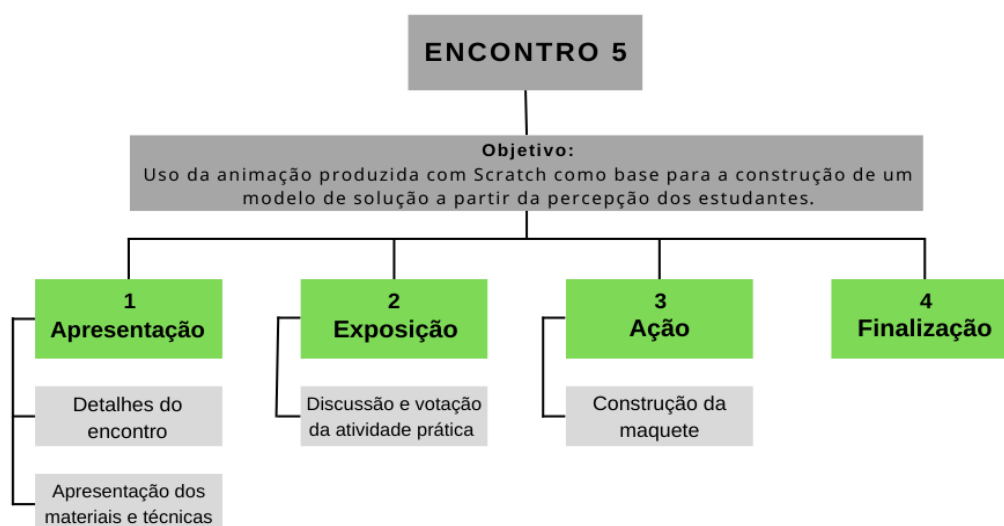 ENCONTRO 5
Objetivo:
Uso da animação produzida com Scratch como base para a construção de um
modelo de solução a partir da percepção dos estudantes.
1
Apresentação
Detalhes do
encontro
Apresentação dos
materiais e técnicas
2
Exposição
Discussão e votação
da atividade prática
3
Ação
Construção da
maquete
4
Finalização